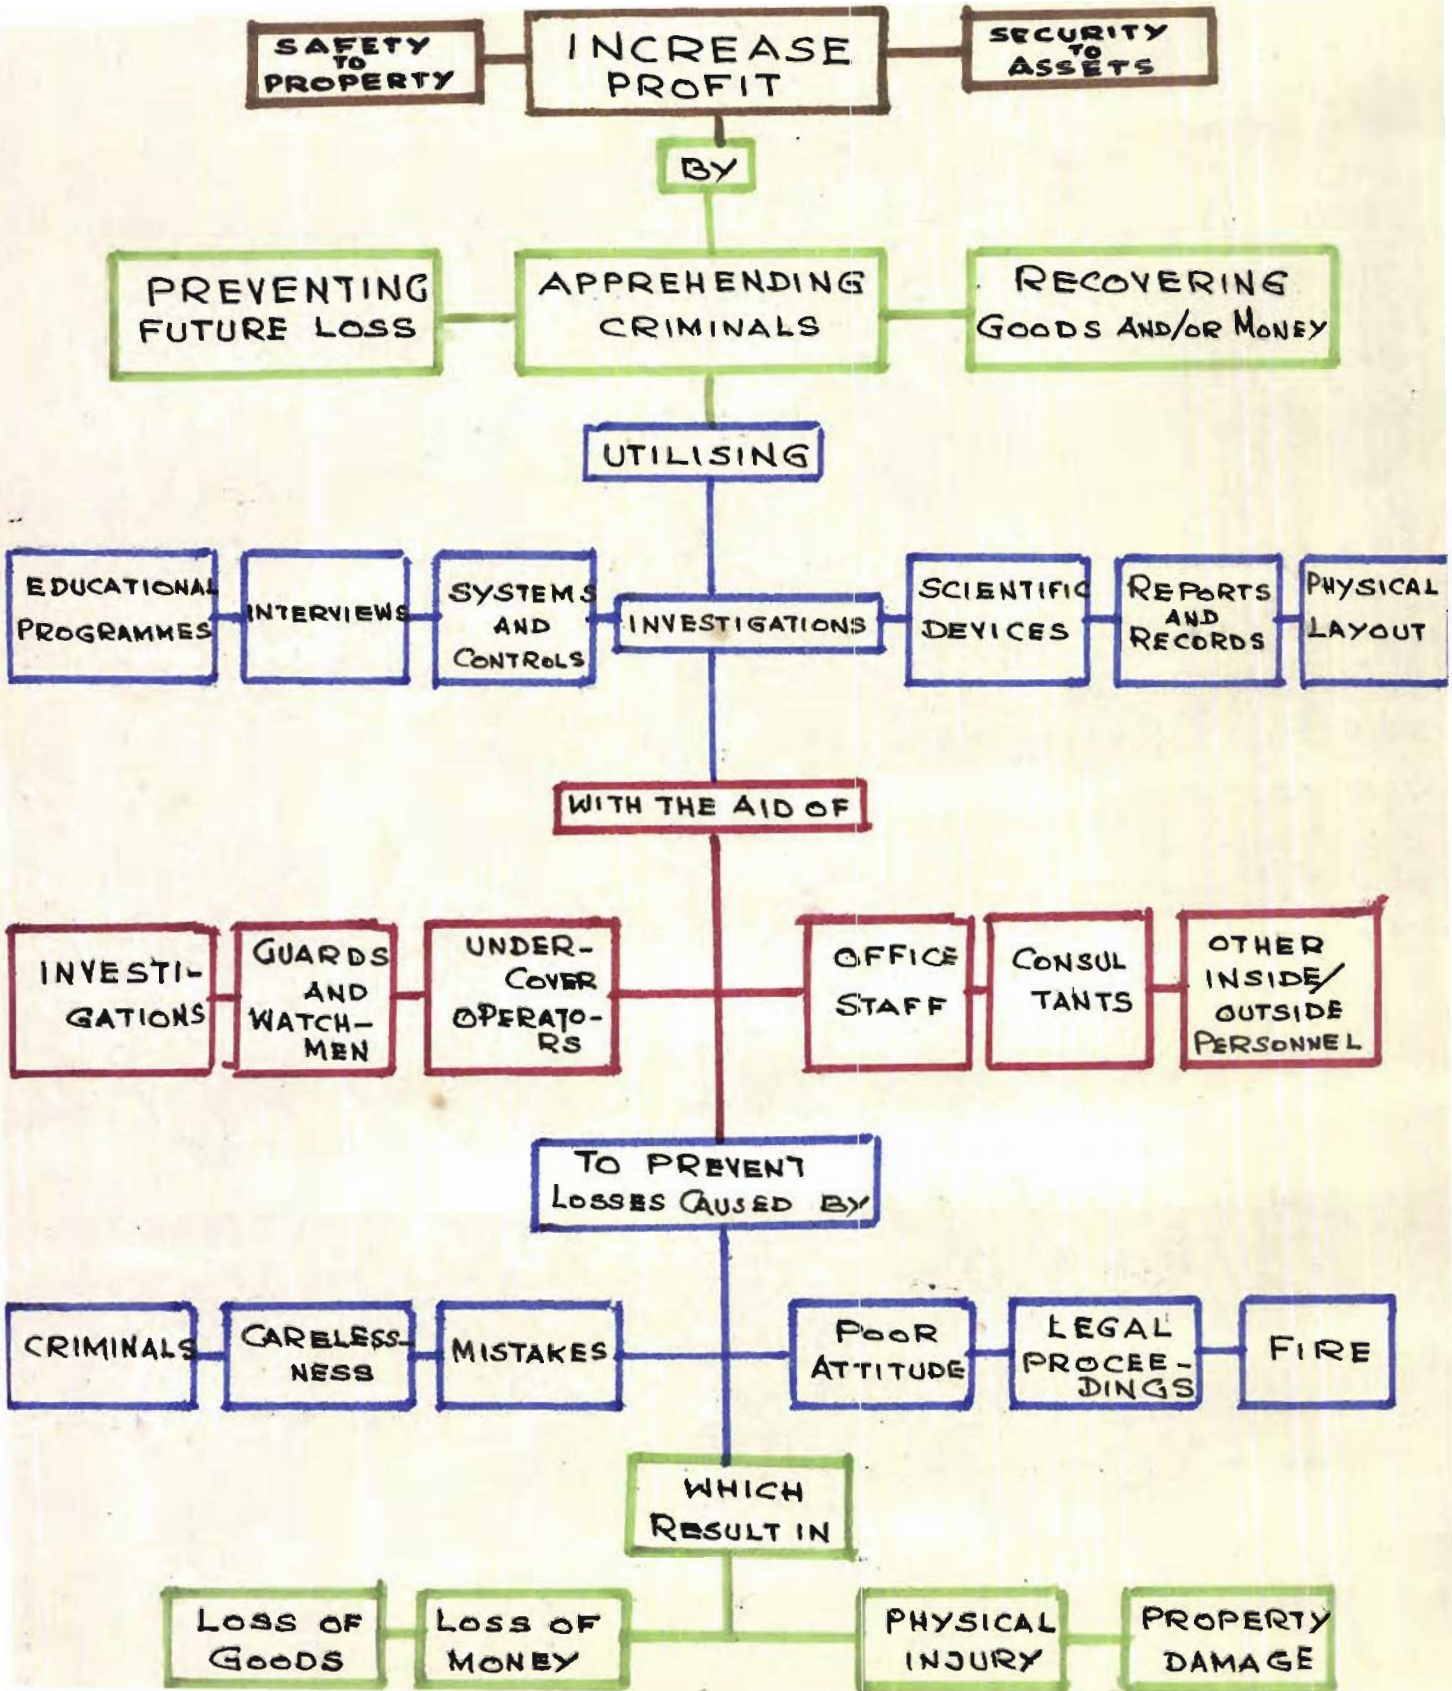 SAFETY
TO
PROPERTY
INCREASE
PROFIT
SECURITY
TO
ASSETS
BY
PREVENTING
FUTURE LOSS
APPREHENDING
CRIMINALS
RECOVERING
GOODS AND/OR MONEY
UTILISING
EDUCATIONAL
PROGRAMMES
INTERVIEWS
SYSTEMS
AND
CONTROLS
INVESTIGATIONS
SCIENTIFIC
DEVICES
REPORTS
AND
RECORDS
PHYSICAL
LAYOUT
WITH THE AID OF
INVESTI-
GATIONS
GUARDS
AND
WATCH-
MEN
UNDER-
COVER
OPERATO-
RS
OFFICE
STAFF
CONSUL
TANTS
OTHER
INSIDE/
OUTSIDE
PERSONNEL
TO PREVENT
LOSSES CAUSED BY
CRIMINALS
CARELESS-
NESS
MISTAKES
POOR
ATTITUDE
LEGAL
PROCEE-
DINGS
FIRE
WHICH
RESULT IN
LOSS OF
GOODS
LOSS OF
MONEY
PHYSICAL
INJURY
PROPERTY
DAMAGE